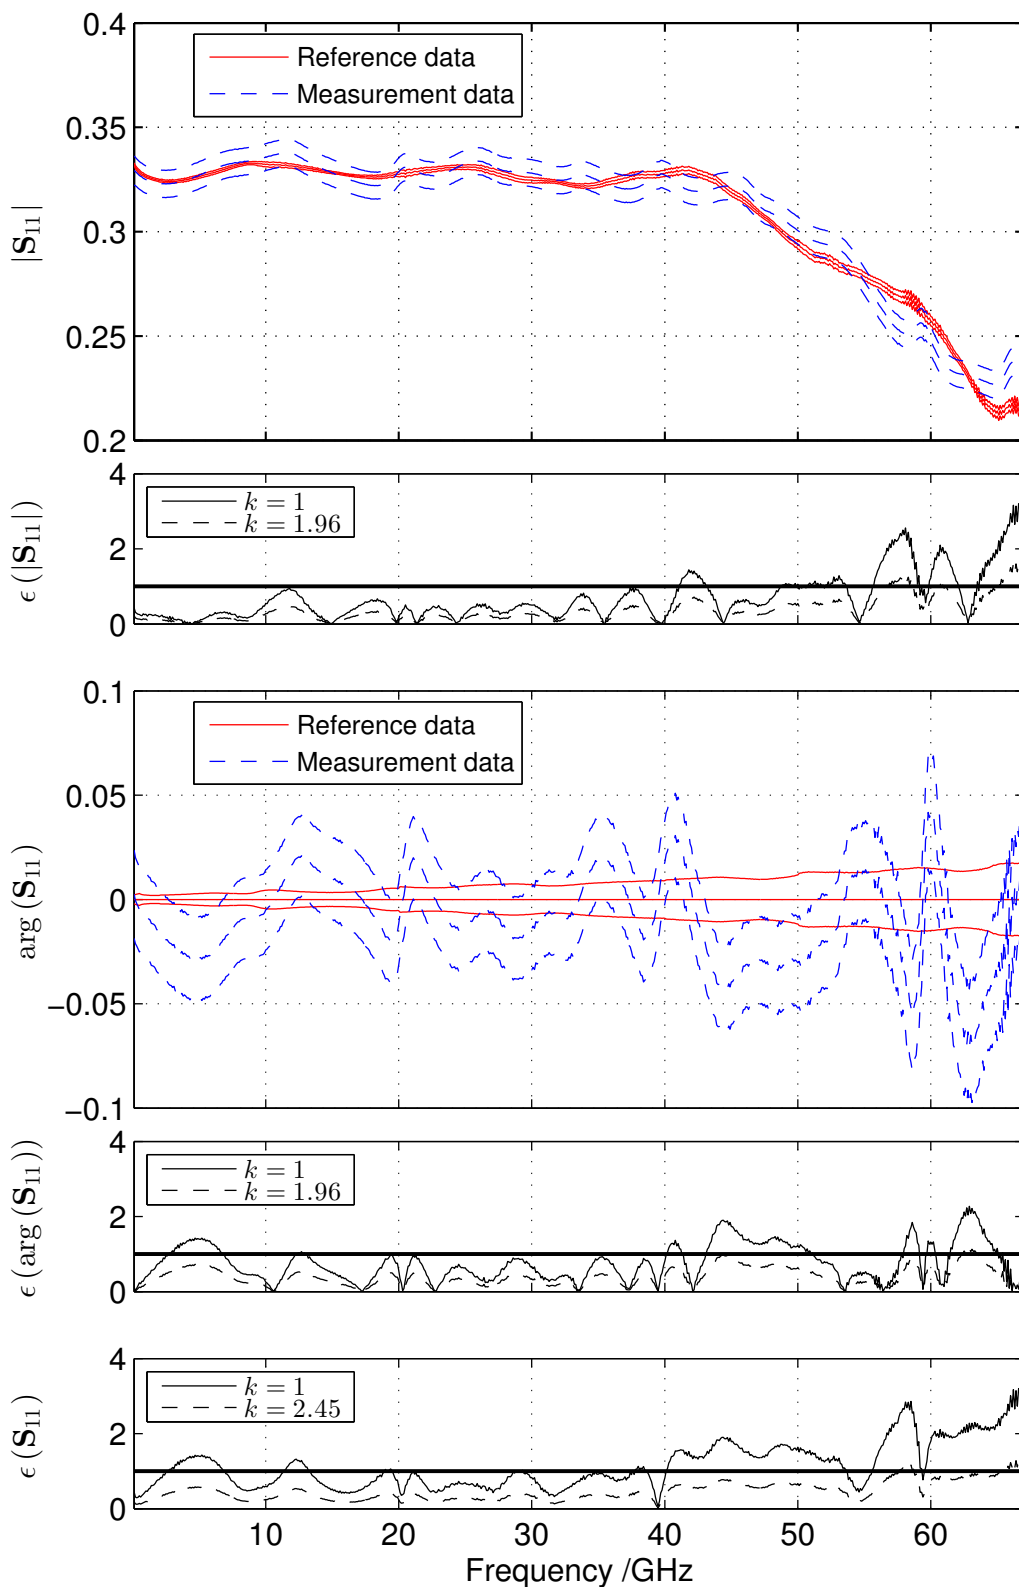 0.4
Reference data
Measurement data
0.35
0.3
0.25
0.2
|S₁₁|
4
2
0
k = 1
k = 1.96
ϵ (|S₁₁|)
0.1
Reference data
Measurement data
0.05
0
−0.05
−0.1
arg (S₁₁)
4
2
0
k = 1
k = 1.96
ϵ (arg (S₁₁))
4
2
0
k = 1
k = 2.45
ϵ (S₁₁)
10 20 30 40 50 60
Frequency /GHz